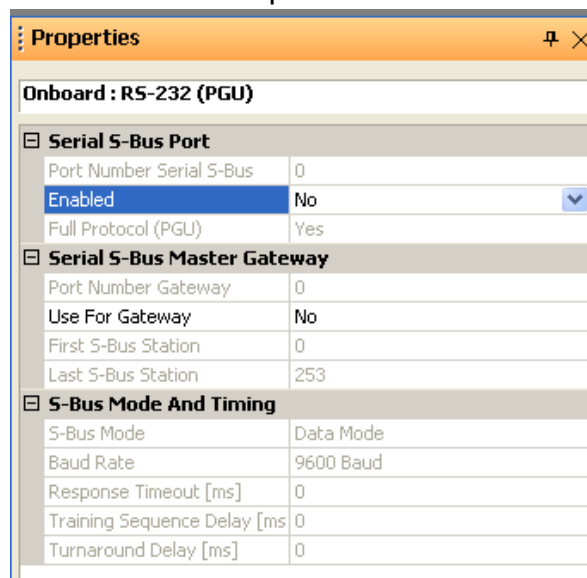 Properties
Onboard : RS-232 (PGU)
Serial S-Bus Port
Port Number Serial S-Bus 0
Enabled No
Full Protocol (PGU) Yes
Serial S-Bus Master Gateway
Port Number Gateway 0
Use For Gateway No
First S-Bus Station 0
Last S-Bus Station 253
S-Bus Mode And Timing
S-Bus Mode Data Mode
Baud Rate 9600 Baud
Response Timeout [ms] 0
Training Sequence Delay [ms 0
Turnaround Delay [ms] 0